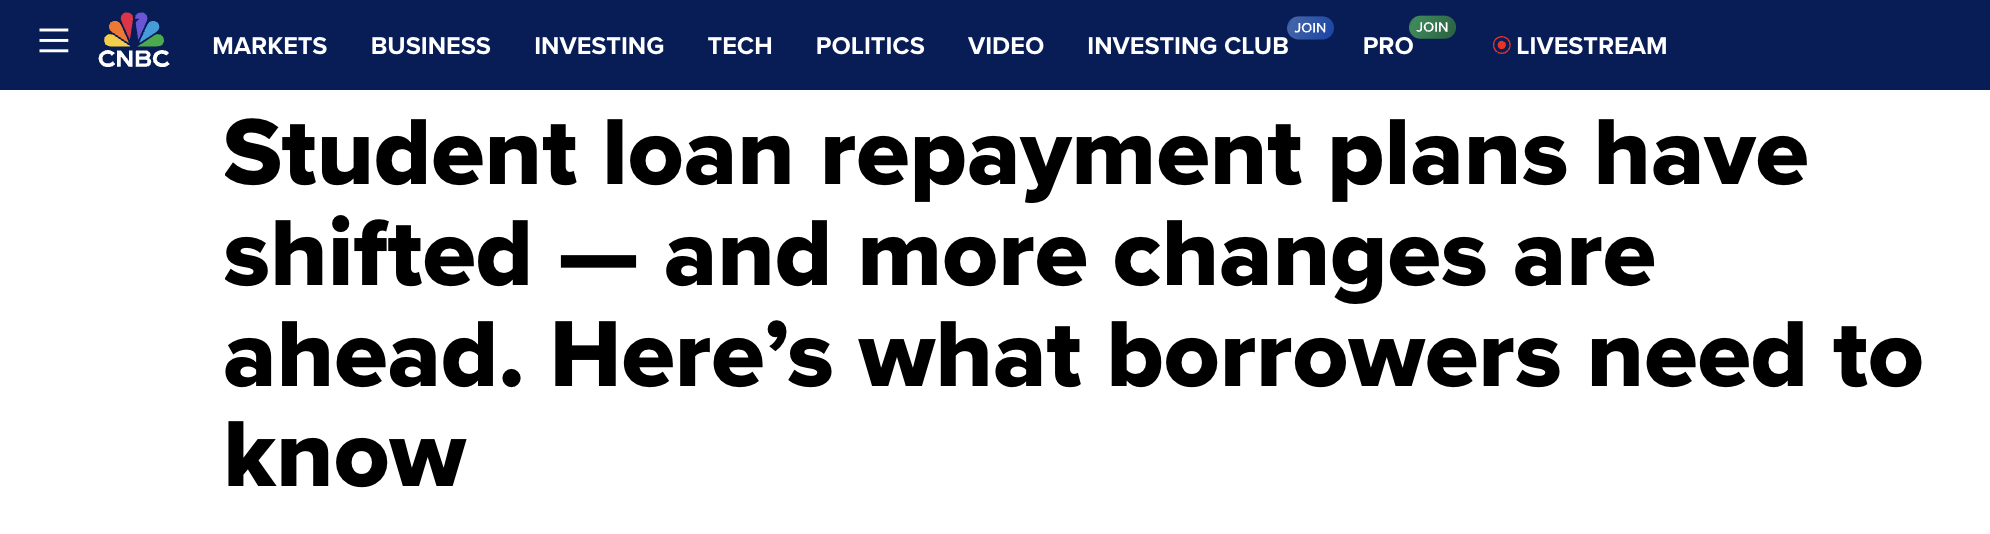 CNBC MARKETS BUSINESS INVESTING TECH POLITICS VIDEO INVESTING CLUB JOIN PRO JOIN LIVESTREAM
Student loan repayment plans have
shifted — and more changes are
ahead. Here’s what borrowers need to
know